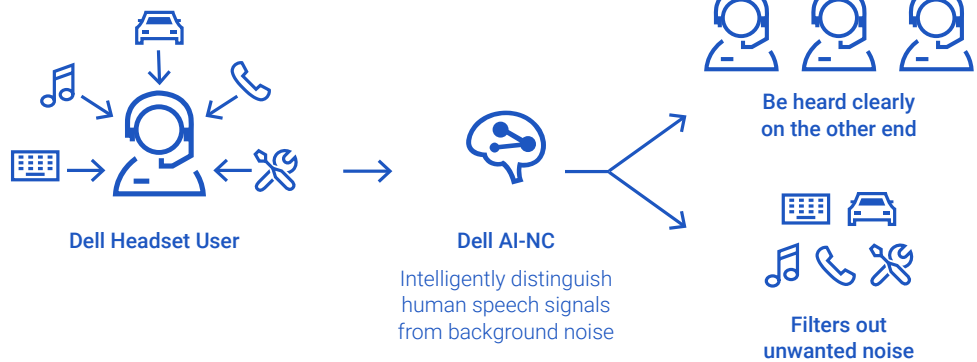 Be heard clearly
on the other end
Dell Headset User
Dell AI-NC
Intelligently distinguish
human speech signals
from background noise
Filters out
unwanted noise